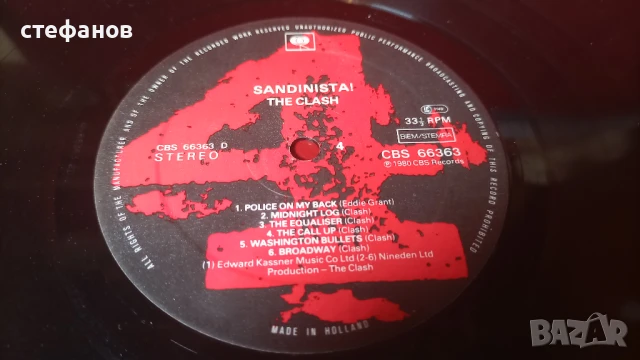 стефанов
ALL RIGHTS OF THE MANUFACTURER AND OF THE OWNER OF THE RECORDED WORK RESERVED UNAUTHORIZED PUBLIC PERFORMANCE BROADCASTING AND COPYING OF THIS RECORD PROHIBITED
CBS
SANDINISTA!
THE CLASH
CBS 66363 D
STEREO
4
33⅓ RPM
BIEM/STEMRA
CBS 66363
℗ 1980 CBS Records
1. POLICE ON MY BACK (Eddie Grant)
2. MIDNIGHT LOG (Clash)
3. THE EQUALISER (Clash)
4. THE CALL UP (Clash)
5. WASHINGTON BULLETS (Clash)
6. BROADWAY (Clash)
(1) Edward Kassner Music Co Ltd (2-6) Nineden Ltd
Production – The Clash
MADE IN HOLLAND
BAZAR
bg